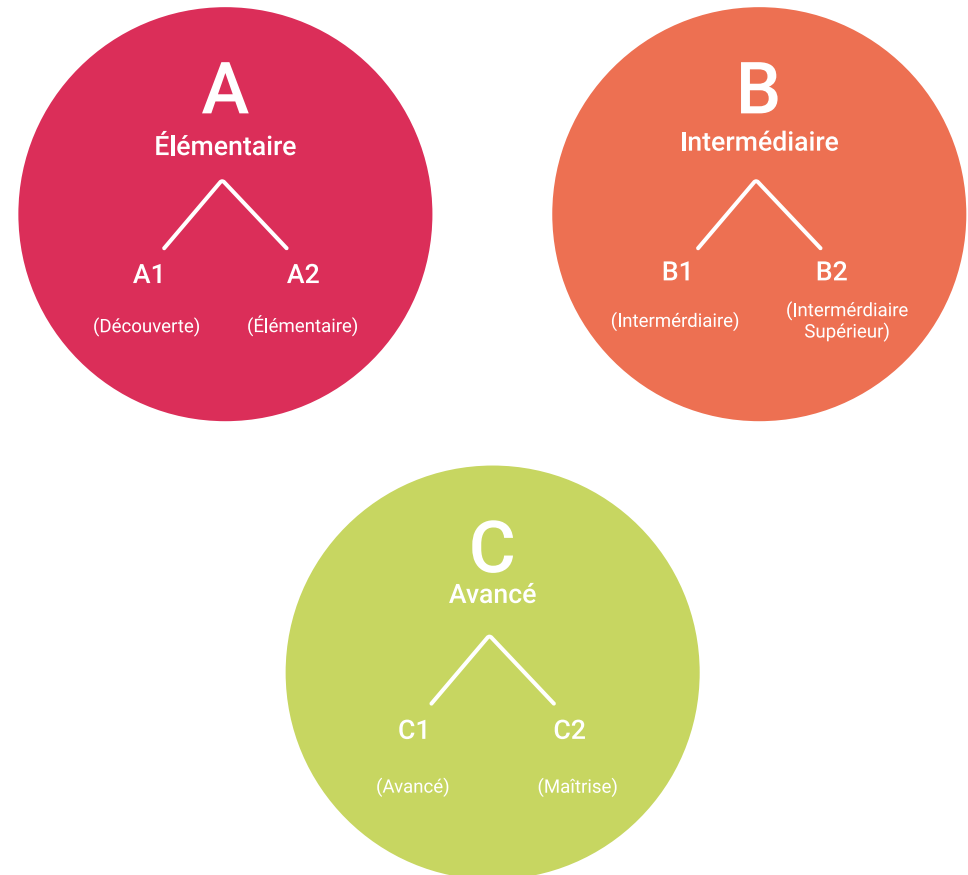 A
Élémentaire
A1
A2
(Découverte)
(Élémentaire)
B
Intermédiaire
B1
B2
(Intermérdiaire)
(Intermérdiaire
Supérieur)
C
Avancé
C1
C2
(Avancé)
(Maîtrise)